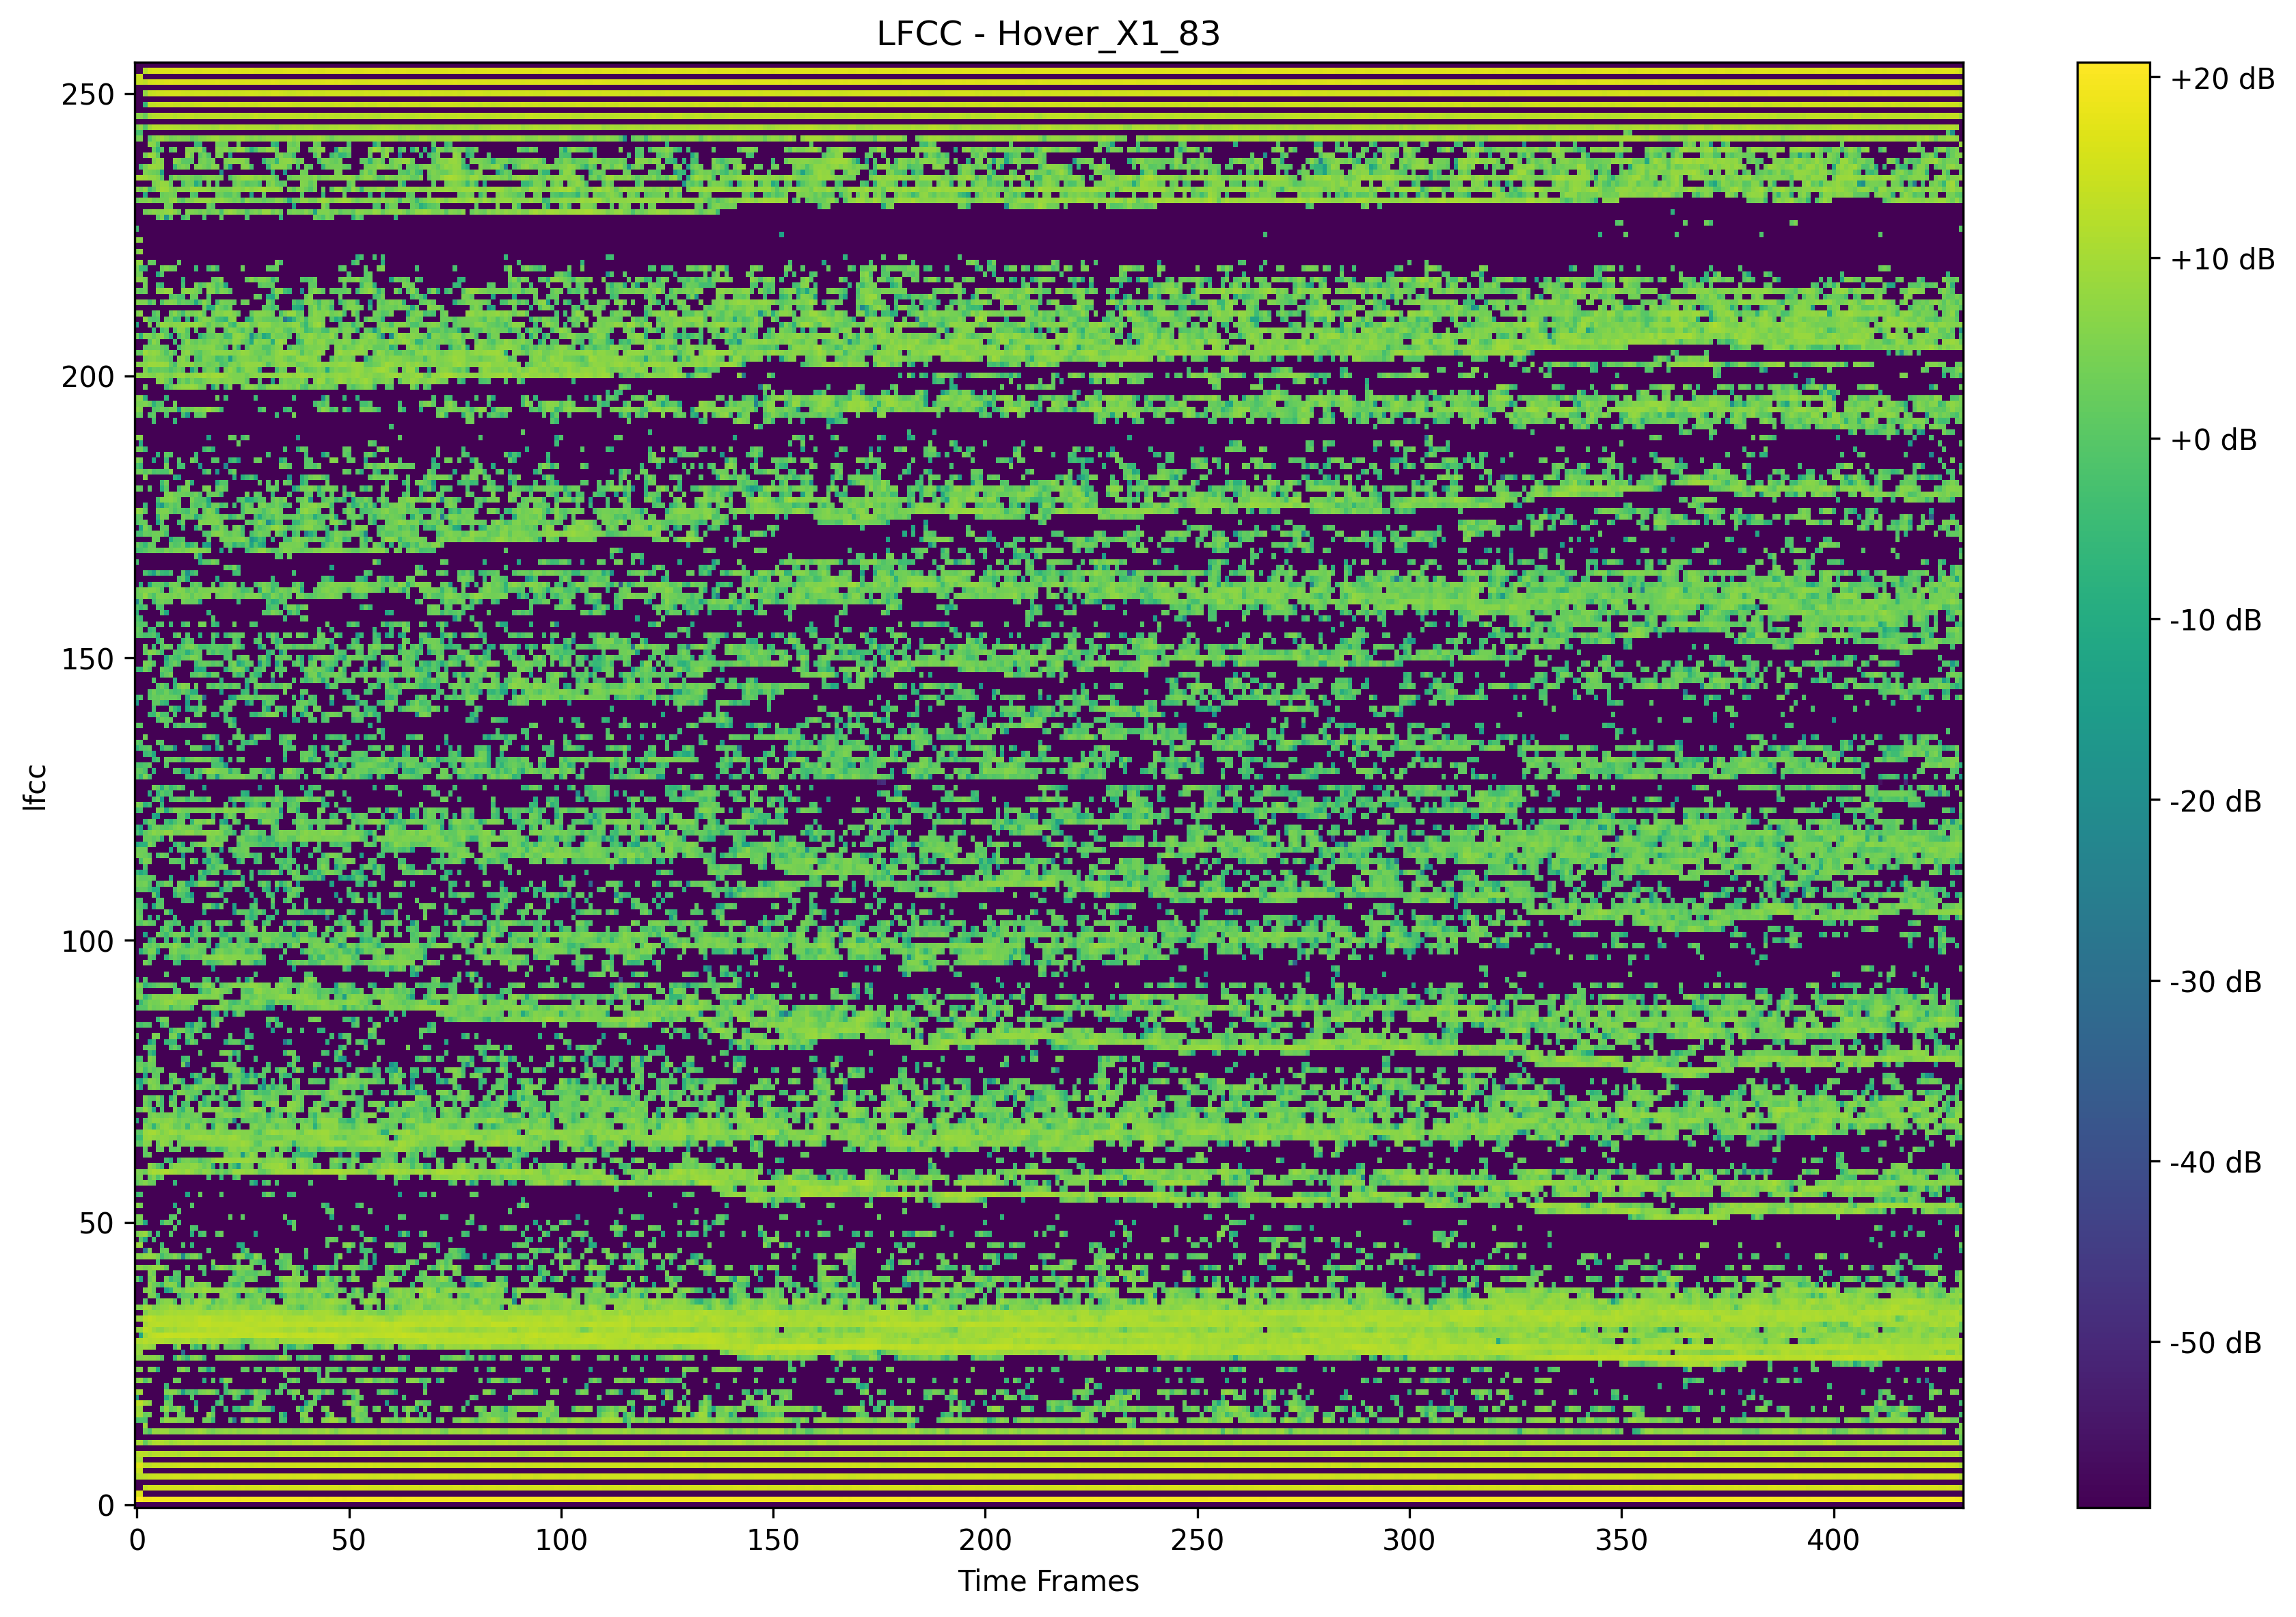 LFCC - Hover_X1_83
250
200
150
100
50
0
lfcc
0 50 100 150 200 250 300 350 400
Time Frames
+20 dB
+10 dB
+0 dB
-10 dB
-20 dB
-30 dB
-40 dB
-50 dB